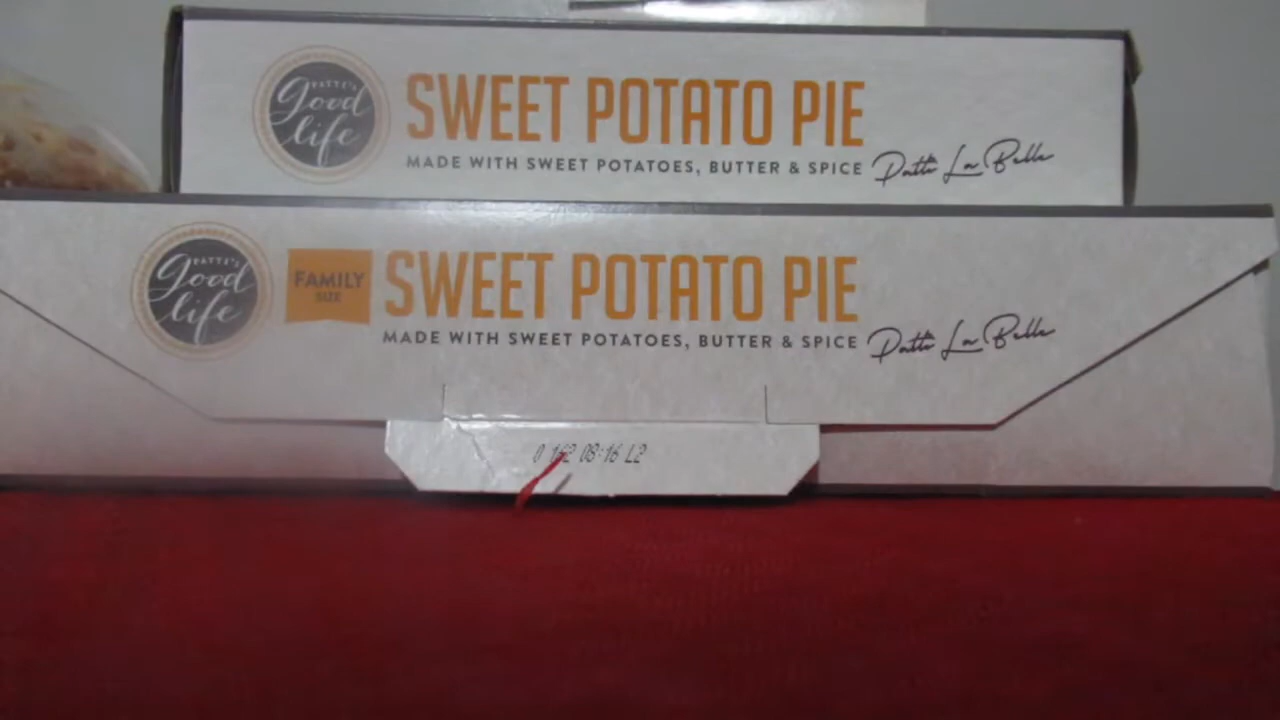 PATTI'S
Good
life
SWEET POTATO PIE
MADE WITH SWEET POTATOES, BUTTER & SPICE
Patti LaBelle
PATTI'S
Good
life
FAMILY
SIZE
SWEET POTATO PIE
MADE WITH SWEET POTATOES, BUTTER & SPICE
Patti LaBelle
08:16 L2